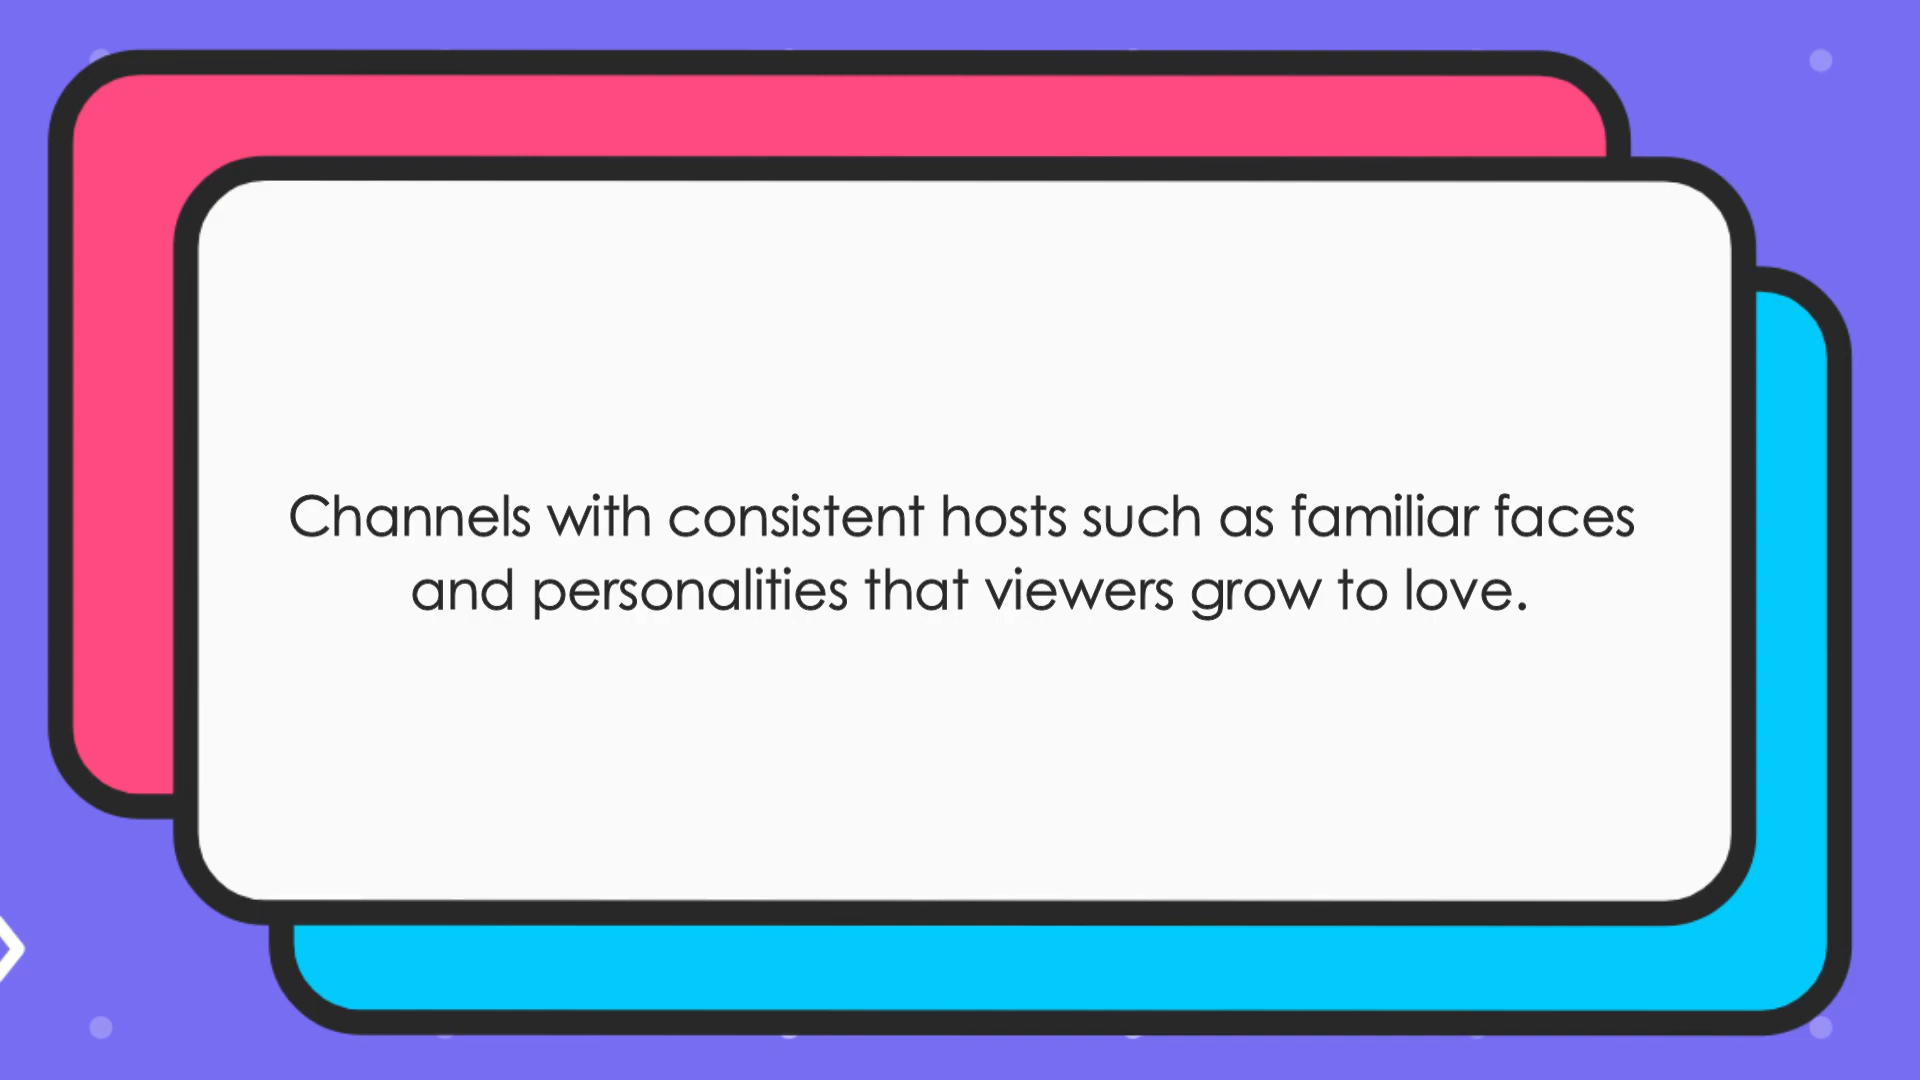 Channels with consistent hosts such as familiar faces
and personalities that viewers grow to love.